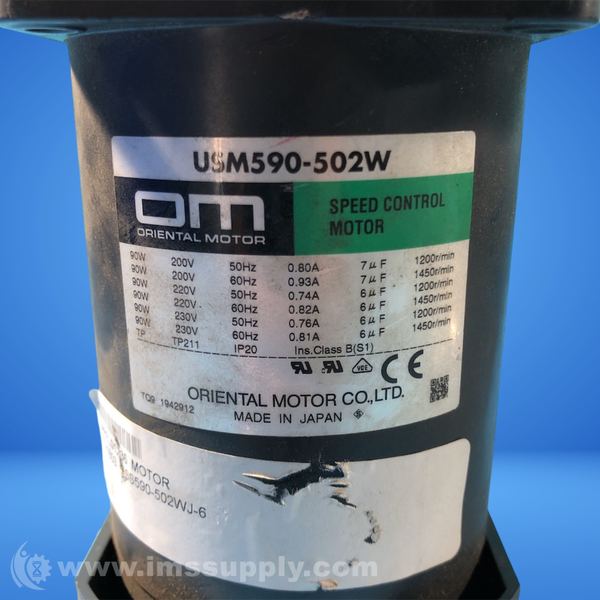 USM590-502W
OM
ORIENTAL MOTOR
SPEED CONTROL
MOTOR
90W 200V 50Hz 0.80A 7μF 1200r/min
90W 200V 60Hz 0.93A 7μF 1450r/min
90W 220V 50Hz 0.74A 6μF 1200r/min
90W 220V 60Hz 0.82A 6μF 1450r/min
90W 230V 50Hz 0.76A 6μF 1200r/min
90W 230V 60Hz 0.81A 6μF 1450r/min
TP TP211 IP20 Ins.Class B(S1)
CE
ORIENTAL MOTOR CO.,LTD.
TQ9 1942912
MADE IN JAPAN
MOTOR
590-502WJ-6
www.imssupply.com